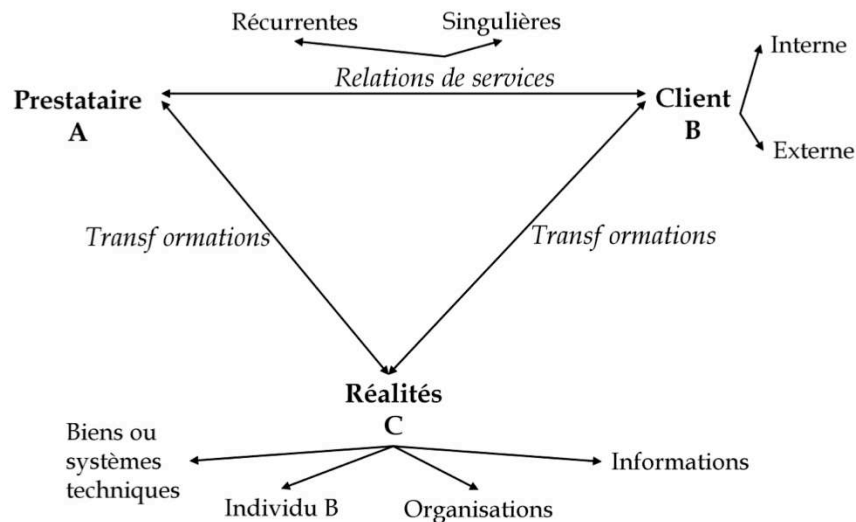 Récurrentes
Singulières
Relations de services
Prestataire
A
Client
B
Interne
Externe
Transf ormations
Transf ormations
Réalités
C
Biens ou
systèmes
techniques
Individu B
Organisations
Informations